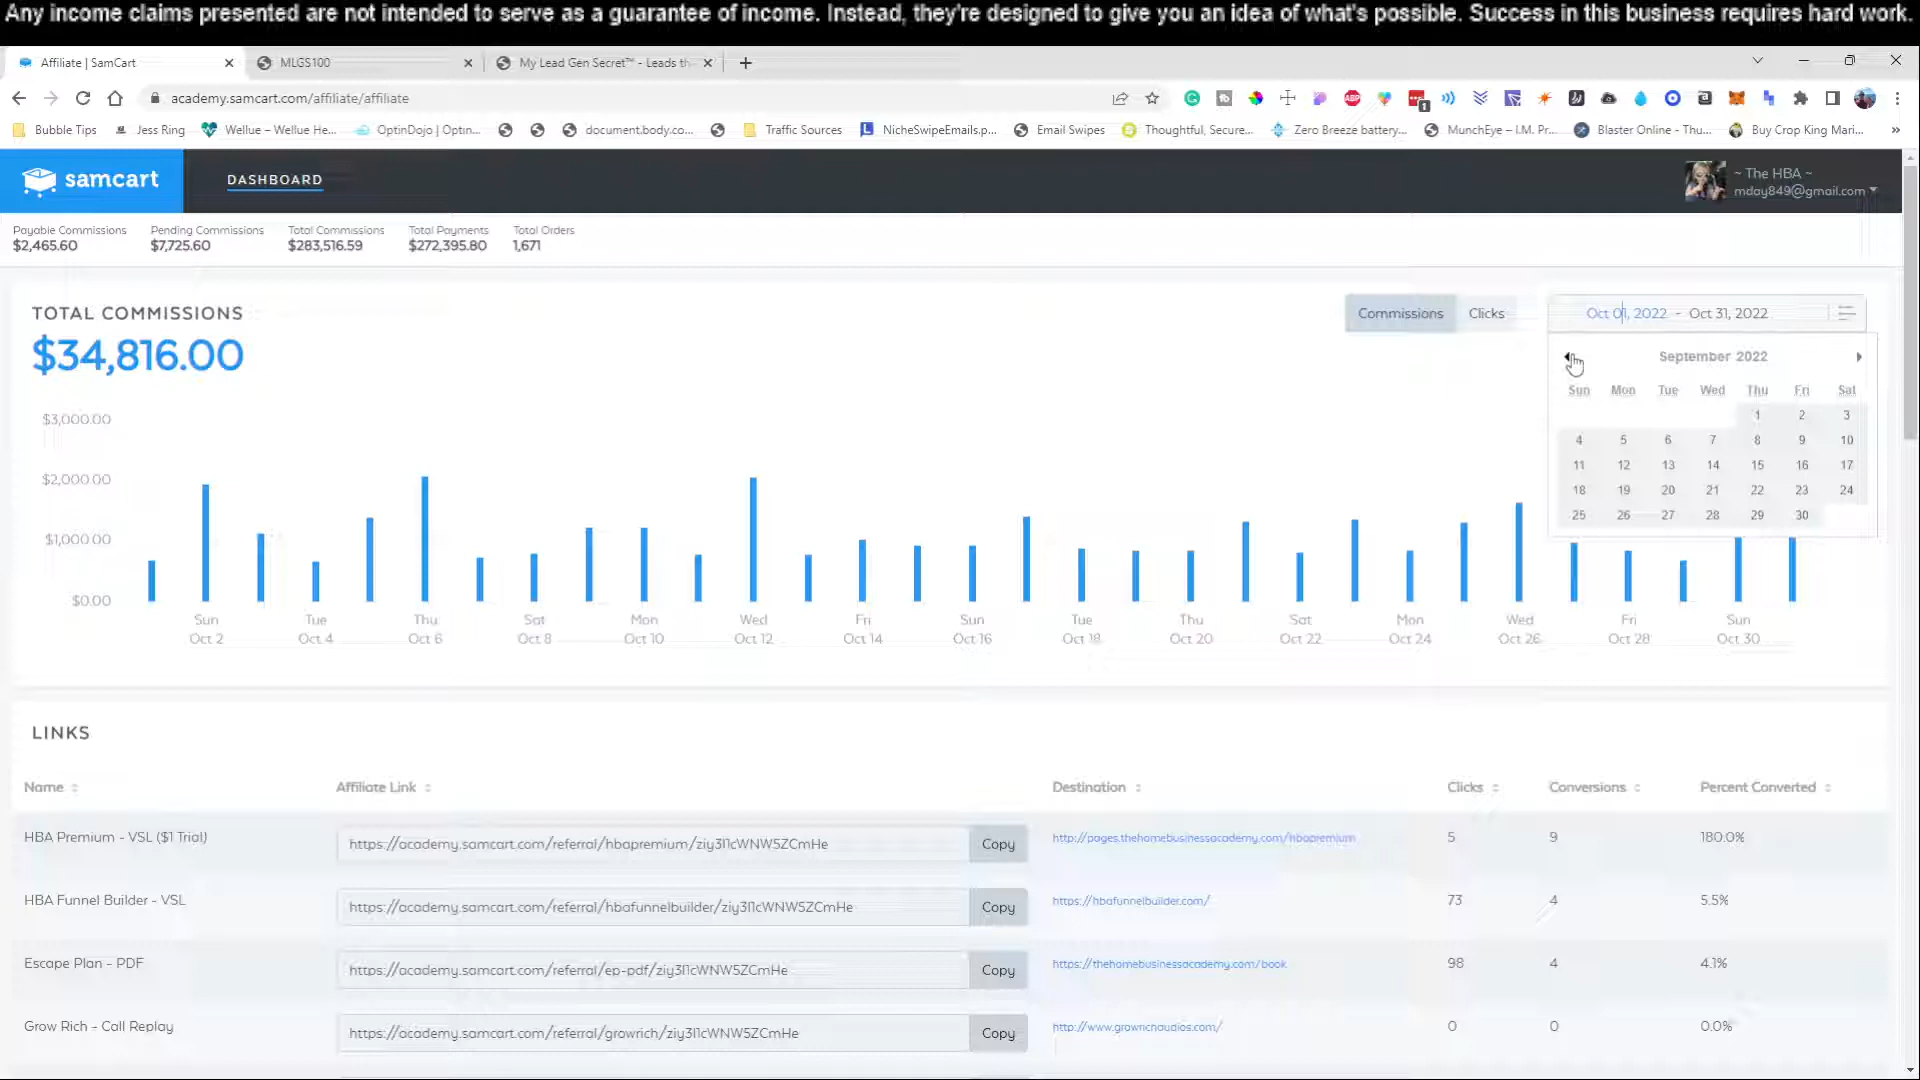 Any income claims presented are not intended to serve as a guarantee of income. Instead, they're designed to give you an idea of what's possible. Success in this business requires hard work.
Affiliate | SamCart
MLGS100
My Lead Gen Secret™ - Leads th
academy.samcart.com/affiliate/affiliate
Bubble Tips
Jess Ring
Wellue – Wellue He...
OptinDojo | Optin...
document.body.co...
Traffic Sources
NicheSwipeEmails.p...
Email Swipes
Thoughtful, Secure...
Zero Breeze battery...
MunchEye – I.M. Pr...
Blaster Online - Thu...
Buy Crop King Mari...
samcart
DASHBOARD
~ The HBA ~
mday849@gmail.com
Payable Commissions Pending Commissions Total Commissions Total Payments Total Orders
$2,465.60 $7,725.60 $283,516.59 $272,395.80 1,671
TOTAL COMMISSIONS
$34,816.00
Commissions Clicks
Oct 01, 2022 - Oct 31, 2022
September 2022
Sun Mon Tue Wed Thu Fri Sat
1 2 3
4 5 6 7 8 9 10
11 12 13 14 15 16 17
18 19 20 21 22 23 24
25 26 27 28 29 30
$3,000.00
$2,000.00
$1,000.00
$0.00
Sun Tue Thu Sat Mon Wed Fri Sun Tue Thu Sat Mon Wed Fri Sun
Oct 2 Oct 4 Oct 6 Oct 8 Oct 10 Oct 12 Oct 14 Oct 16 Oct 18 Oct 20 Oct 22 Oct 24 Oct 26 Oct 28 Oct 30
LINKS
Name Affiliate Link Destination Clicks Conversions Percent Converted
HBA Premium - VSL ($1 Trial) https://academy.samcart.com/referral/hbapremium/ziy3l1cWNW5ZCmHe Copy http://pages.thehomebusinessacademy.com/hbapremium 5 9 180.0%
HBA Funnel Builder - VSL https://academy.samcart.com/referral/hbafunnelbuilder/ziy3l1cWNW5ZCmHe Copy https://hbafunnelbuilder.com/ 73 4 5.5%
Escape Plan - PDF https://academy.samcart.com/referral/ep-pdf/ziy3l1cWNW5ZCmHe Copy https://thehomebusinessacademy.com/book 98 4 4.1%
Grow Rich - Call Replay https://academy.samcart.com/referral/growrich/ziy3l1cWNW5ZCmHe Copy http://www.growrichaudios.com/ 0 0 0.0%